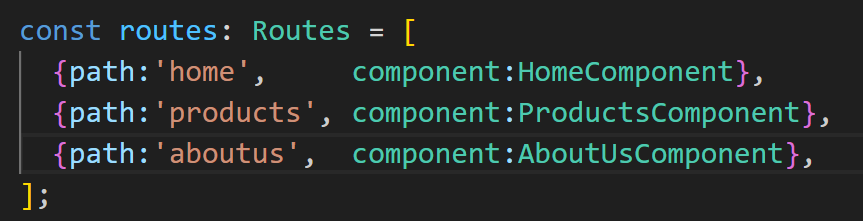 const routes: Routes = [
  {path:'home',     component:HomeComponent},
  {path:'products', component:ProductsComponent},
  {path:'aboutus',  component:AboutUsComponent},
];